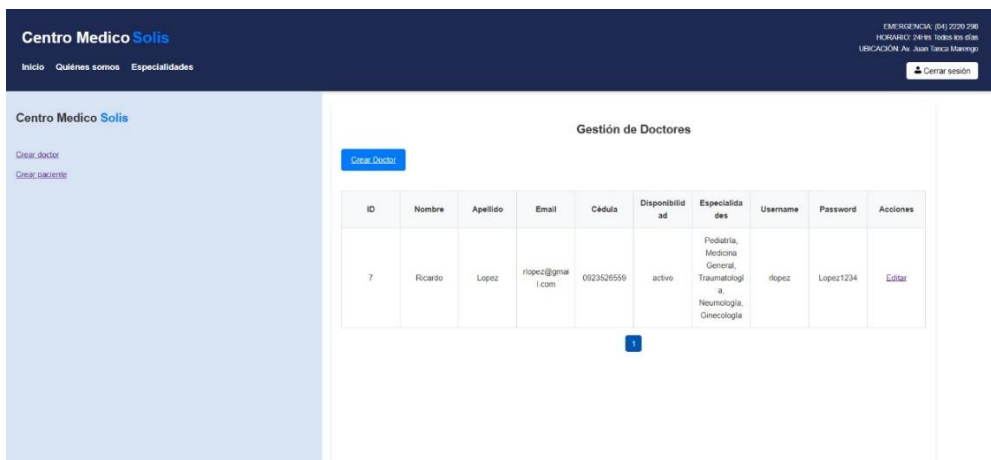 Centro Medico Solis
EMERGENCIA: (04) 2220 296
HORARIO: 24Hrs Todos los días
UBICACIÓN: Av. Juan Tanca Marengo
Inicio Quiénes somos Especialidades
Cerrar sesión
Centro Medico Solis
Crear doctor
Crear paciente
Gestión de Doctores
Crear Doctor
ID Nombre Apellido Email Cédula Disponibilid
ad Especialida
des Username Password Acciones
7 Ricardo Lopez rlopez@gmai
l.com 0923526559 activo Pediatría,
Medicina
General,
Traumatologí
a,
Neumología,
Ginecología
rlopez Lopez1234 Editar
1